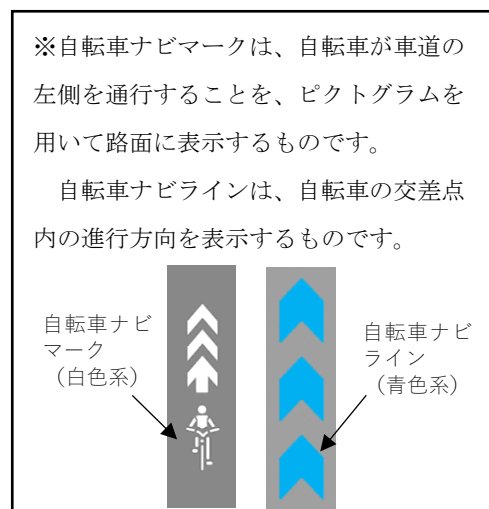 ※自転車ナビマークは、自転車が車道の
左側を通行することを、ピクトグラムを
用いて路面に表示するものです。
　自転車ナビラインは、自転車の交差点
内の進行方向を表示するものです。
自転車ナビ
マーク
（白色系）
自転車ナビ
ライン
（青色系）